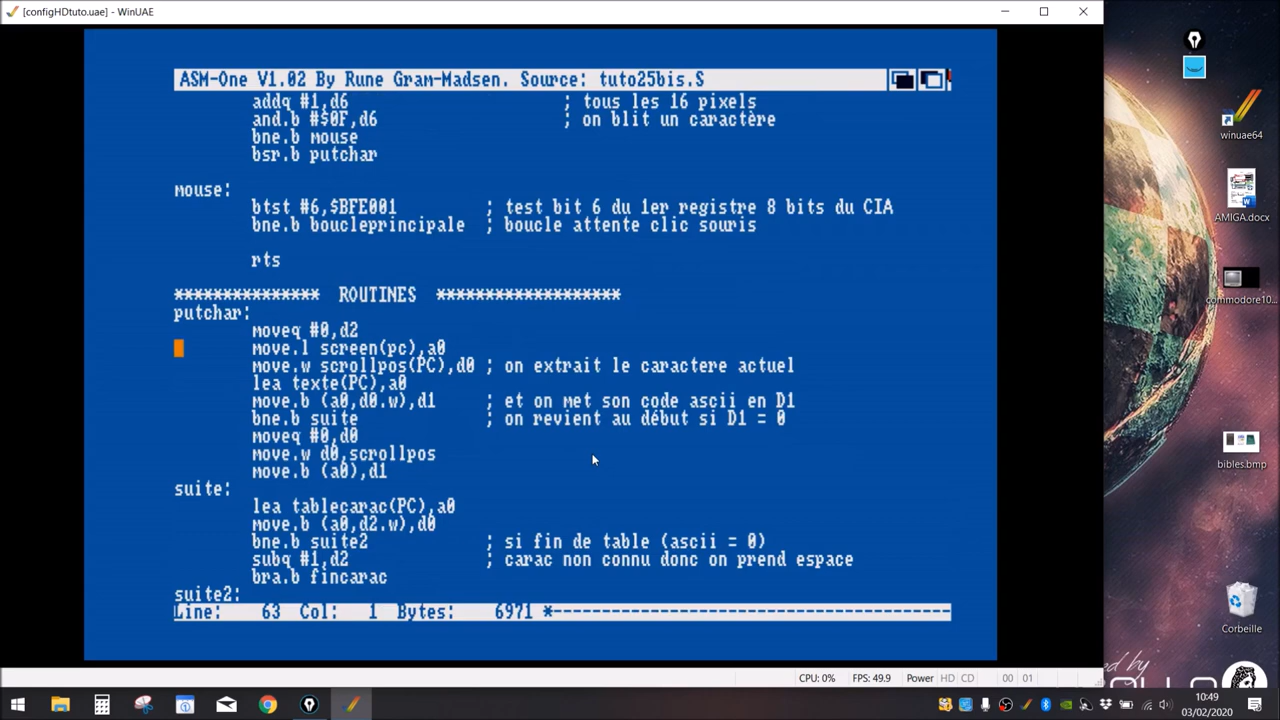 [configHDtuto.uae] - WinUAE
ASM-One V1.02 By Rune Gram-Madsen. Source: tuto25bis.S
addq #1,d6 ; tous les 16 pixels
and.b #$0F,d6 ; on blit un caractère
bne.b mouse
bsr.b putchar
mouse:
btst #6,$BFE001 ; test bit 6 du 1er registre 8 bits du CIA
bne.b boucleprincipale ; boucle attente clic souris
rts
*************** ROUTINES *******************
putchar:
moveq #0,d2
move.l screen(pc),a0
move.w scrollpos(PC),d0 ; on extrait le caractere actuel
lea texte(PC),a0
move.b (a0,d0.w),d1 ; et on met son code ascii en D1
bne.b suite ; on revient au début si D1 = 0
moveq #0,d0
move.w d0,scrollpos
move.b (a0),d1
suite:
lea tablecarac(PC),a0
move.b (a0,d2.w),d0
bne.b suite2 ; si fin de table (ascii = 0)
subq #1,d2 ; carac non connu donc on prend espace
bra.b fincarac
suite2:
Line: 63 Col: 1 Bytes: 6971 *-----------------------------------------
CPU: 0% FPS: 49.9 Power HD CD 00 01
winuae64
AMIGA.docx
commodore10...
bibles.bmp
Corbeille
10:49
03/02/2020